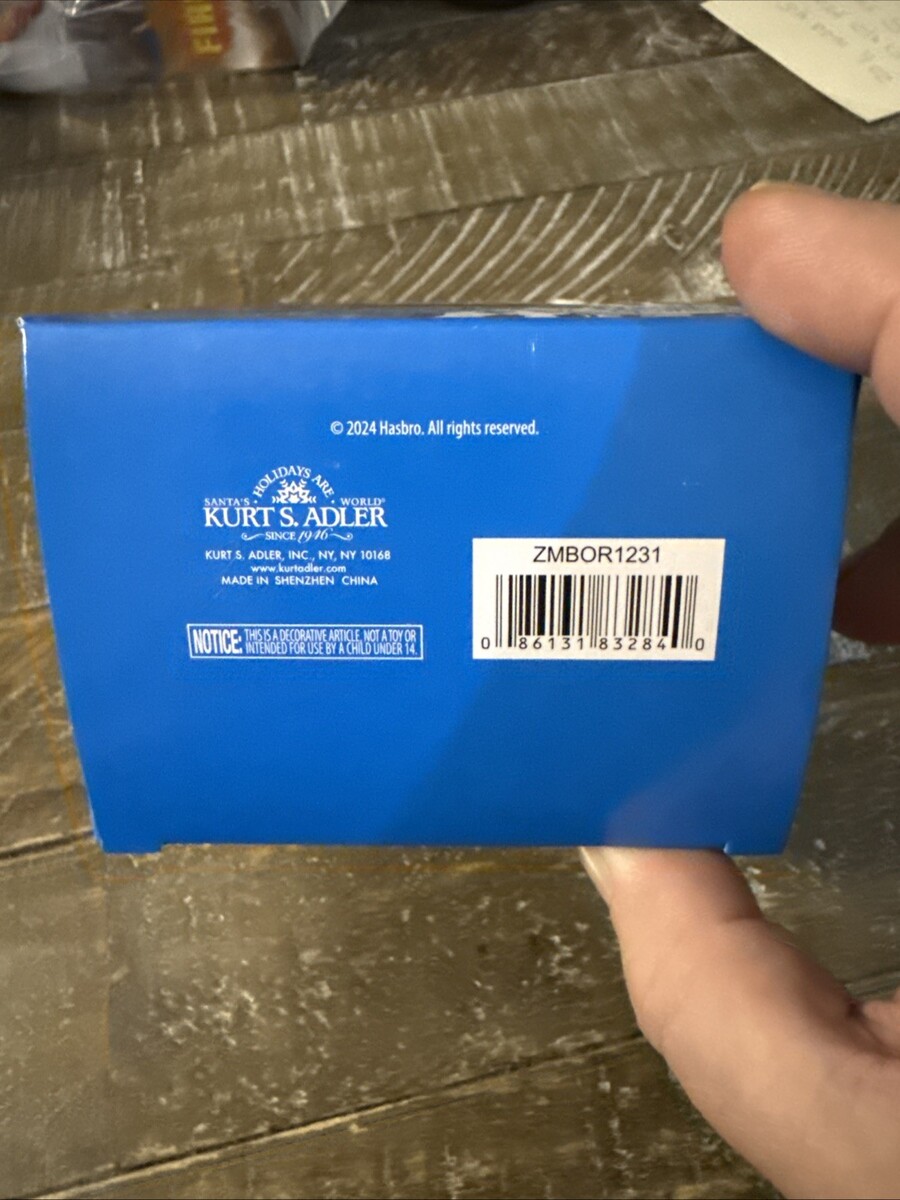 © 2024 Hasbro. All rights reserved.
HOLIDAYS ARE
SANTA'S WORLD®
KURT S. ADLER
SINCE 1946
KURT S. ADLER, INC., NY, NY 10168
www.kurtadler.com
MADE IN SHENZHEN CHINA
NOTICE: THIS IS A DECORATIVE ARTICLE, NOT A TOY OR
INTENDED FOR USE BY A CHILD UNDER 14.
ZMBOR1231
0 86131 83284 0